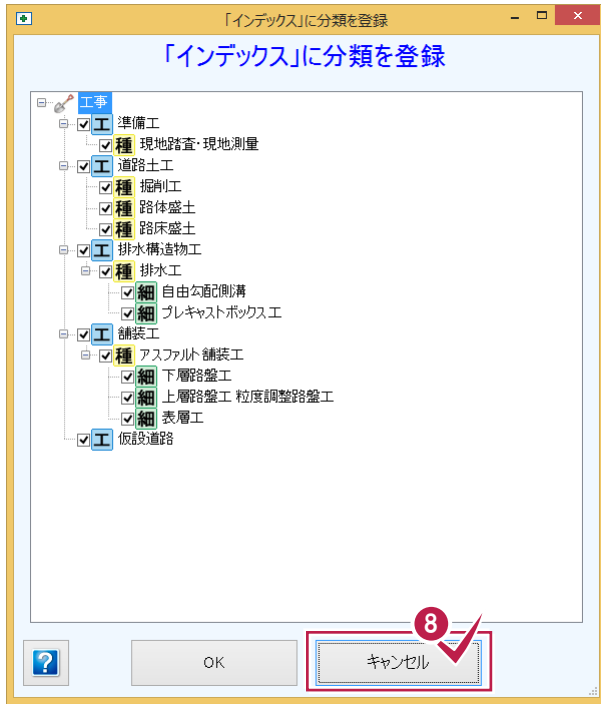 「インデックス」に分類を登録
「インデックス」に分類を登録
工事
工 準備工
種 現地踏査・現地測量
工 道路土工
種 掘削工
種 路体盛土
種 路床盛土
工 排水構造物工
種 排水工
細 自由勾配側溝
細 プレキャストボックス工
工 舗装工
種 アスファルト舗装工
細 下層路盤工
細 上層路盤工 粒度調整路盤工
細 表層工
工 仮設道路
8
? OK キャンセル